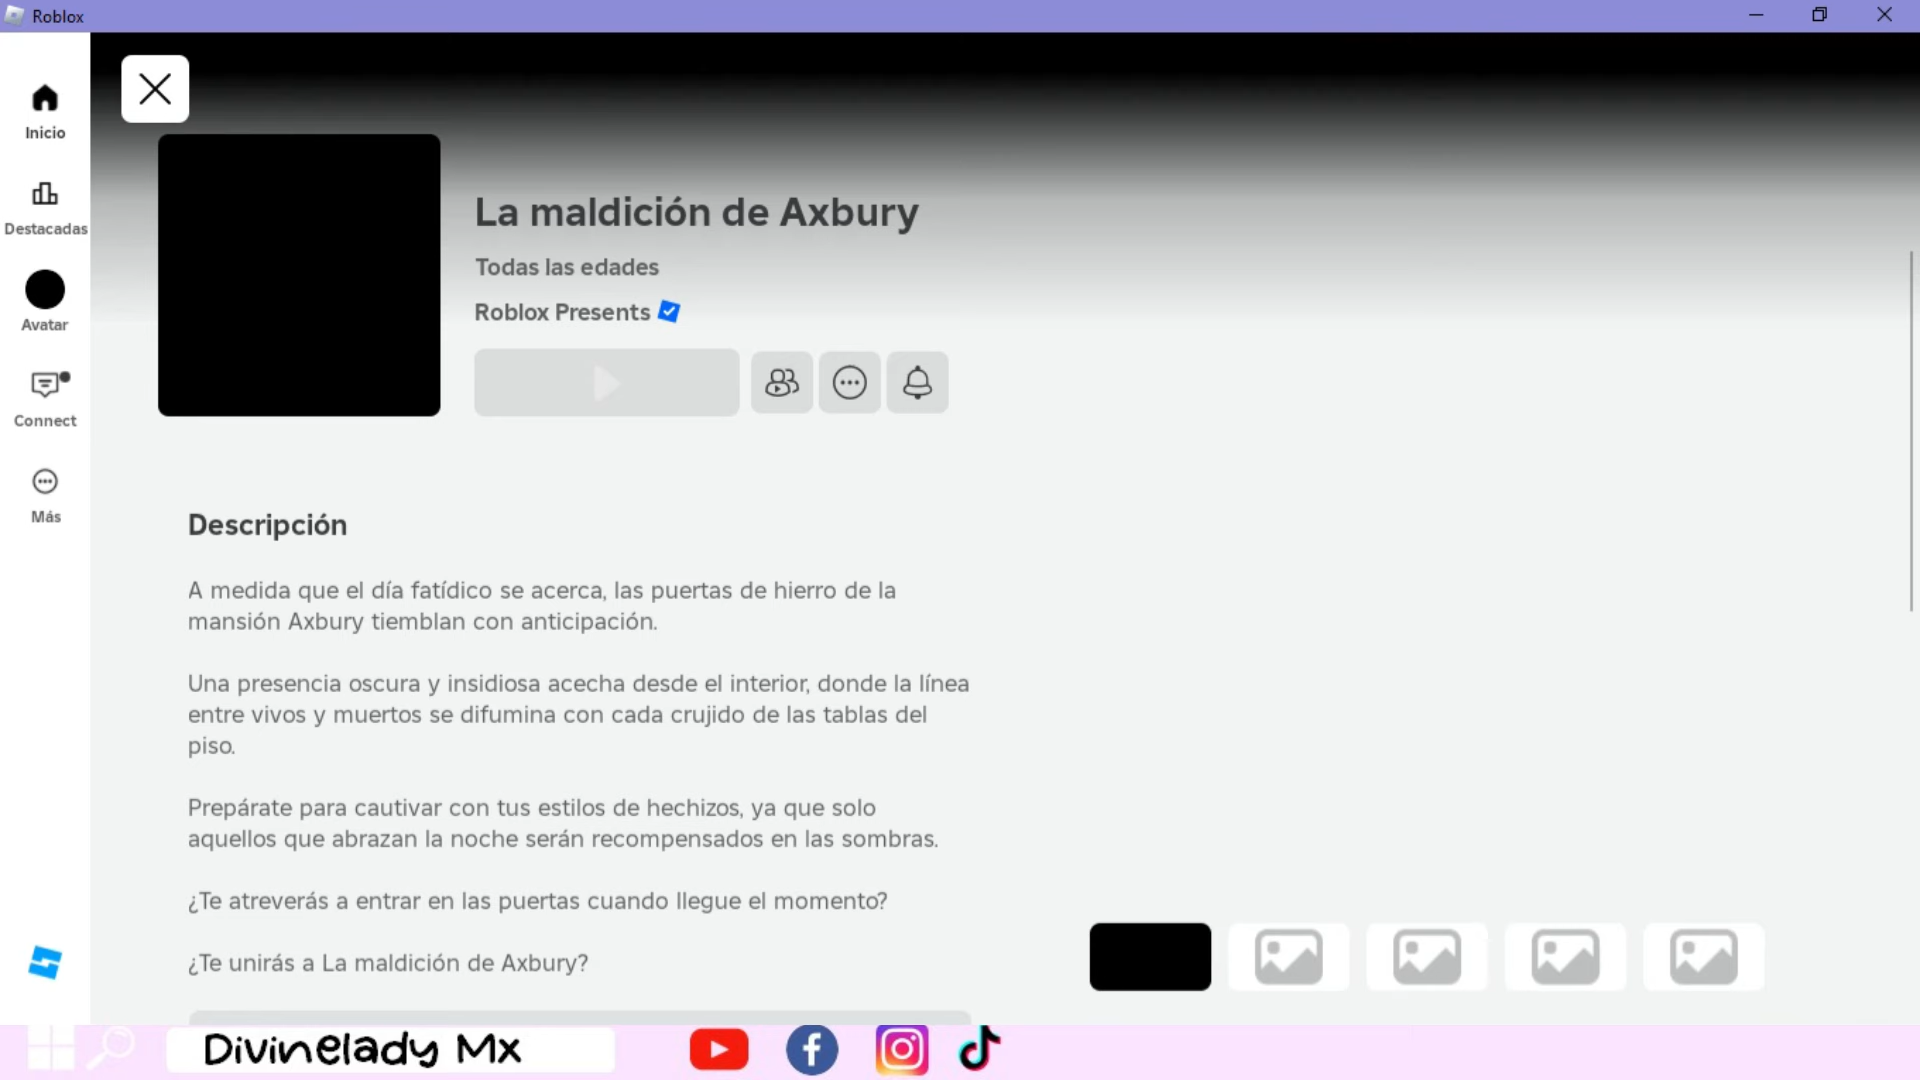 Roblox
Inicio
Destacadas
Avatar
Connect
Más
La maldición de Axbury
Todas las edades
Roblox Presents
Descripción
A medida que el día fatídico se acerca, las puertas de hierro de la
mansión Axbury tiemblan con anticipación.
Una presencia oscura y insidiosa acecha desde el interior, donde la línea
entre vivos y muertos se difumina con cada crujido de las tablas del
piso.
Prepárate para cautivar con tus estilos de hechizos, ya que solo
aquellos que abrazan la noche serán recompensados en las sombras.
¿Te atreverás a entrar en las puertas cuando llegue el momento?
¿Te unirás a La maldición de Axbury?
Divinelady Mx